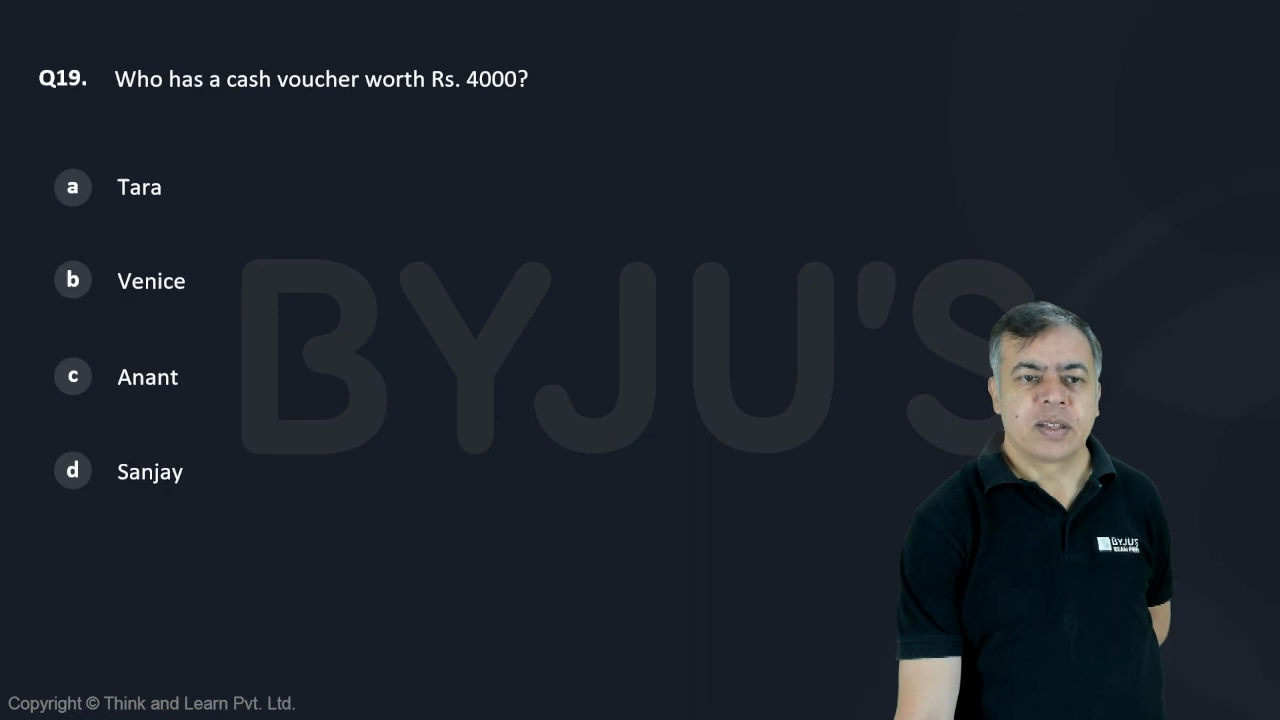 Q19. Who has a cash voucher worth Rs. 4000?
a Tara
b Venice
BYJU'S
c Anant
d Sanjay
BYJU'S
Copyright © Think and Learn Pvt. Ltd.